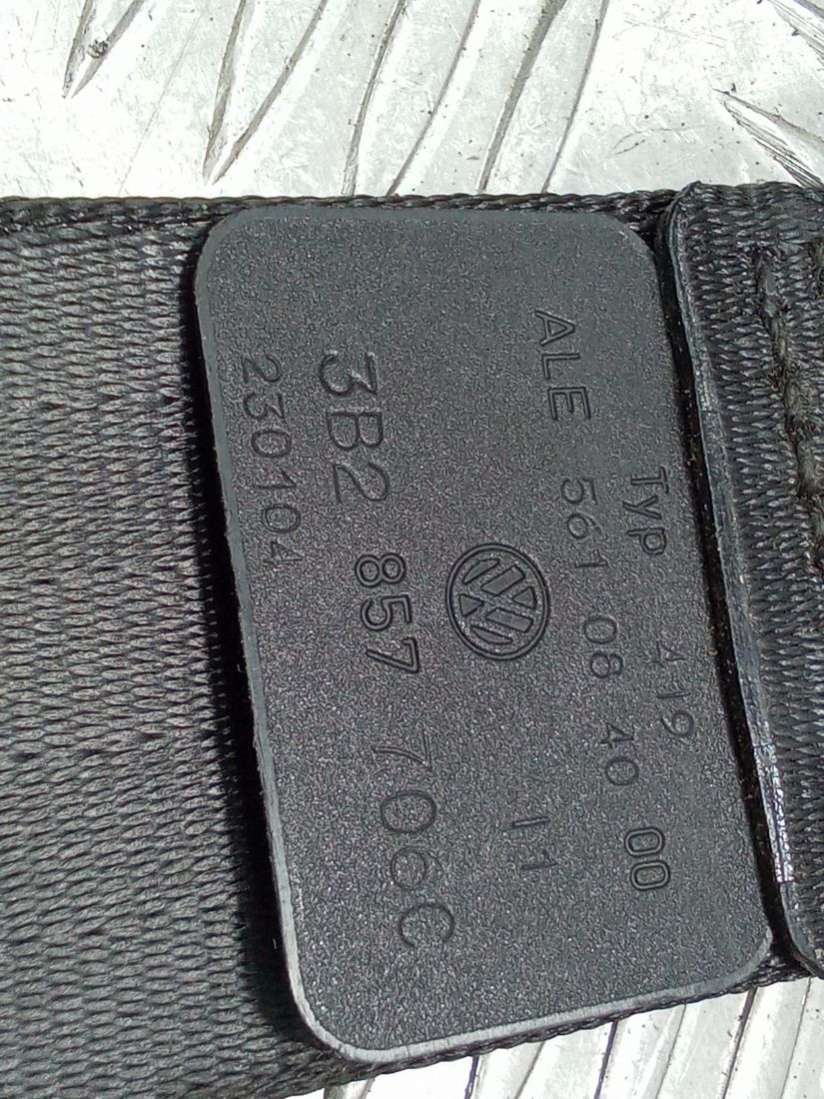 Typ 419
ALE 561 08 40 00
11
3B2 857 706C
230104